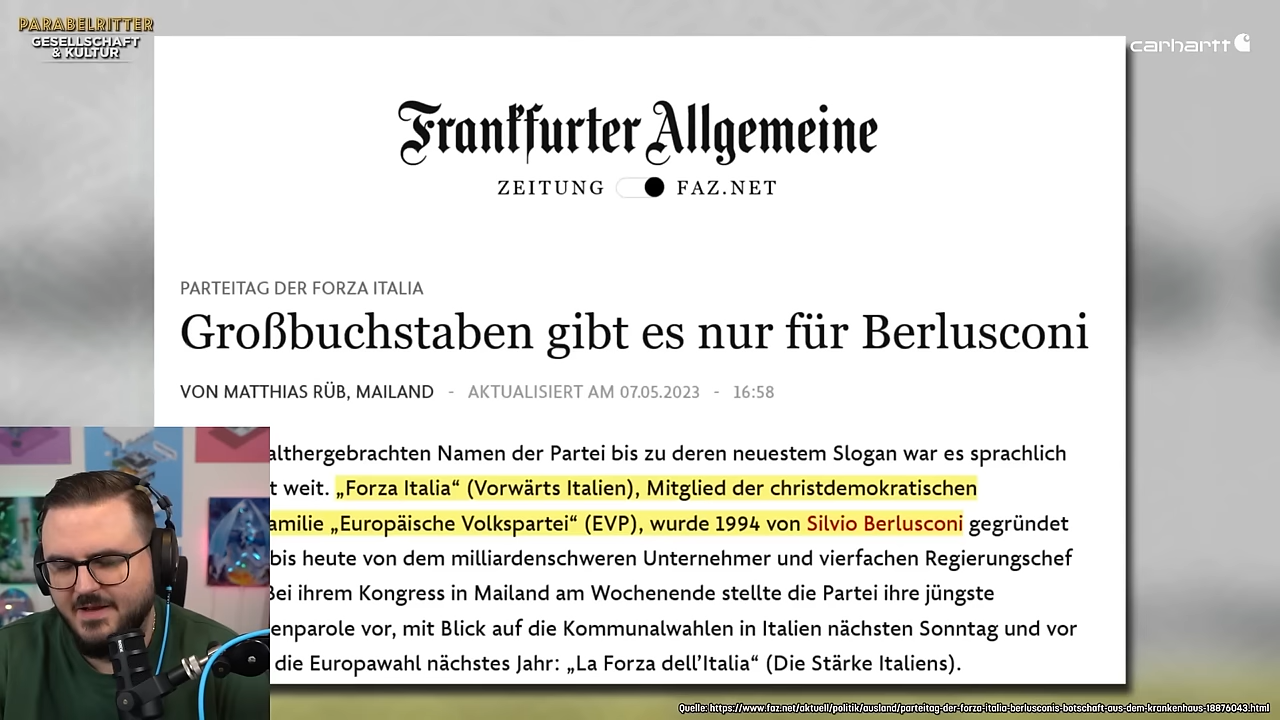 PARABELRITTER
GESELLSCHAFT
& KULTUR
carhartt
Frankfurter Allgemeine
ZEITUNG FAZ.NET
PARTEITAG DER FORZA ITALIA
Großbuchstaben gibt es nur für Berlusconi
VON MATTHIAS RÜB, MAILAND - AKTUALISIERT AM 07.05.2023 - 16:58
althergebrachten Namen der Partei bis zu deren neuestem Slogan war es sprachlich
t weit. „Forza Italia“ (Vorwärts Italien), Mitglied der christdemokratischen
amilie „Europäische Volkspartei“ (EVP), wurde 1994 von Silvio Berlusconi gegründet
bis heute von dem milliardenschweren Unternehmer und vierfachen Regierungschef
Bei ihrem Kongress in Mailand am Wochenende stellte die Partei ihre jüngste
enparole vor, mit Blick auf die Kommunalwahlen in Italien nächsten Sonntag und vor
die Europawahl nächstes Jahr: „La Forza dell’Italia“ (Die Stärke Italiens).
Quelle: https://www.faz.net/aktuell/politik/ausland/parteitag-der-forza-italia-berlusconis-botschaft-aus-dem-krankenhaus-18876043.html